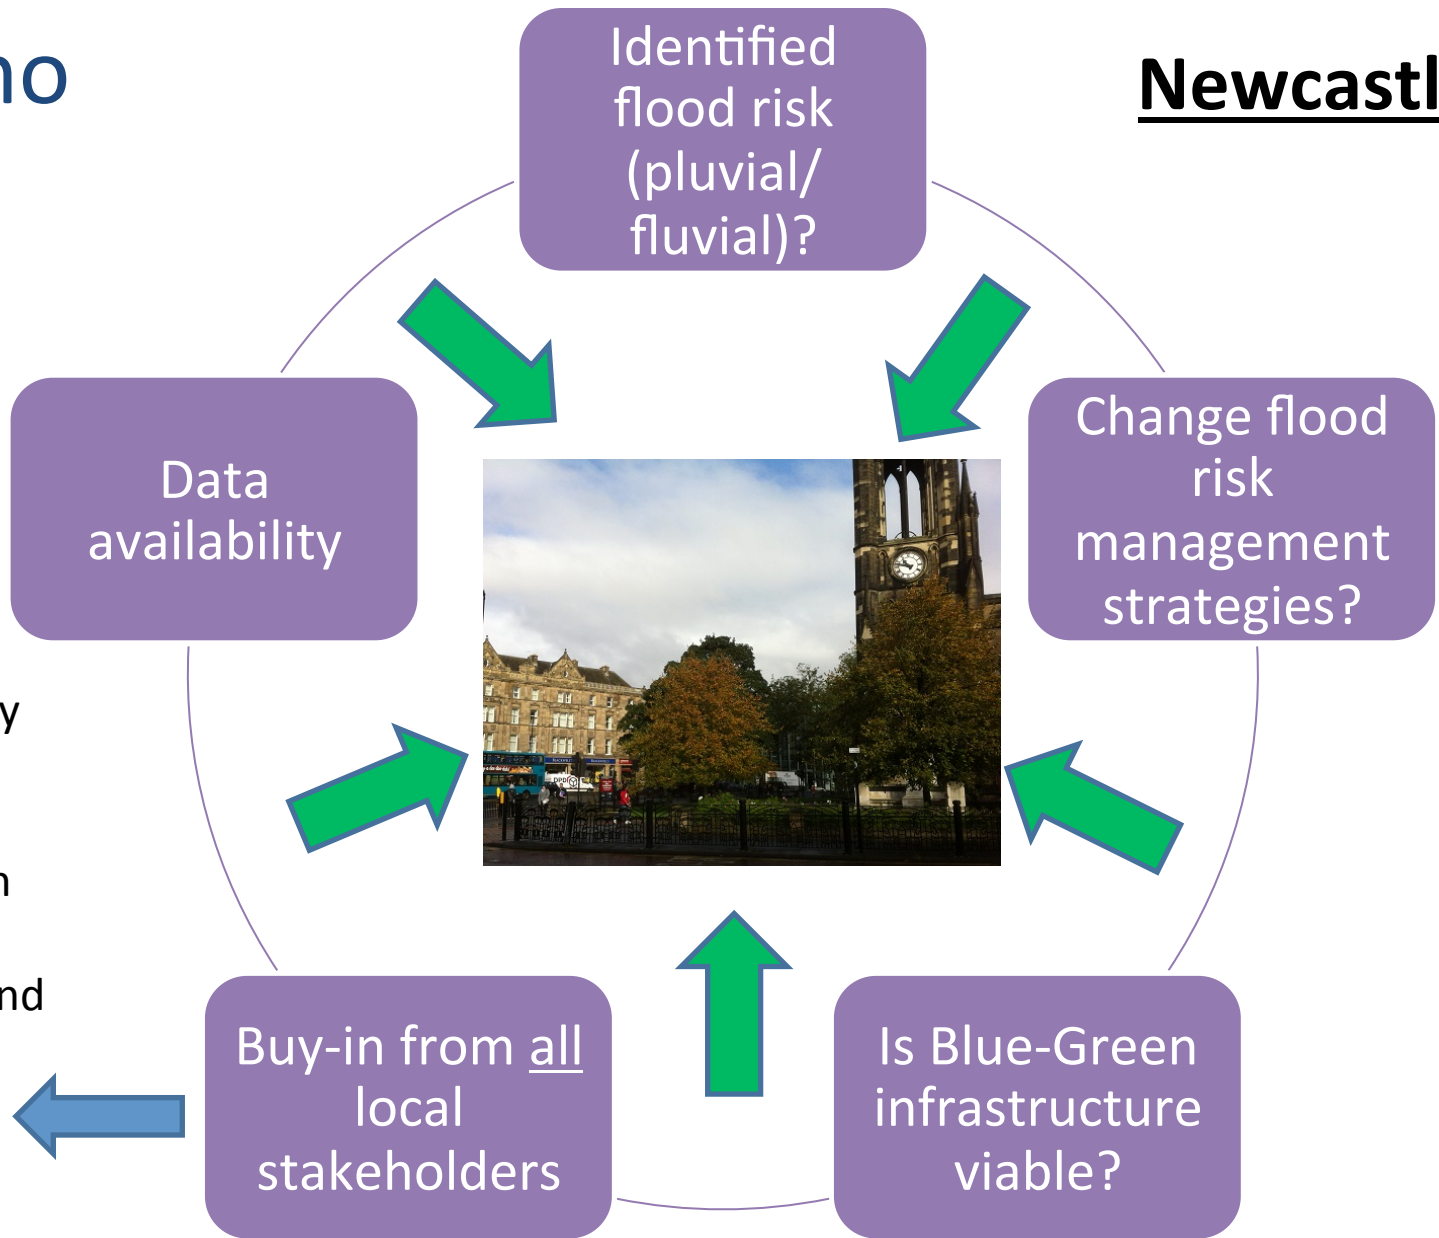 no
Newcastl
Identified
flood risk
(pluvial/
fluvial)?
Data
availability
Change flood
risk
management
strategies?
y
n
nd
Buy-in from all
local
stakeholders
Is Blue-Green
infrastructure
viable?
DPD